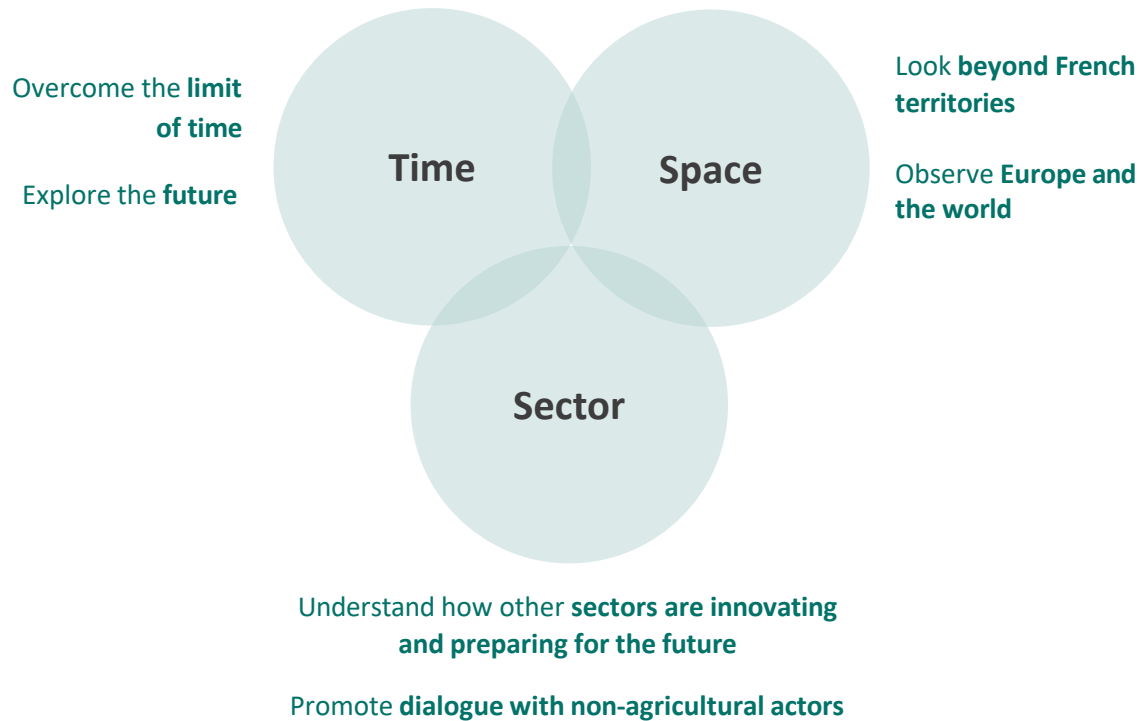 Overcome the limit
of time
Explore the future
Time
Space
Look beyond French
territories
Observe Europe and
the world
Sector
Understand how other sectors are innovating
and preparing for the future
Promote dialogue with non-agricultural actors